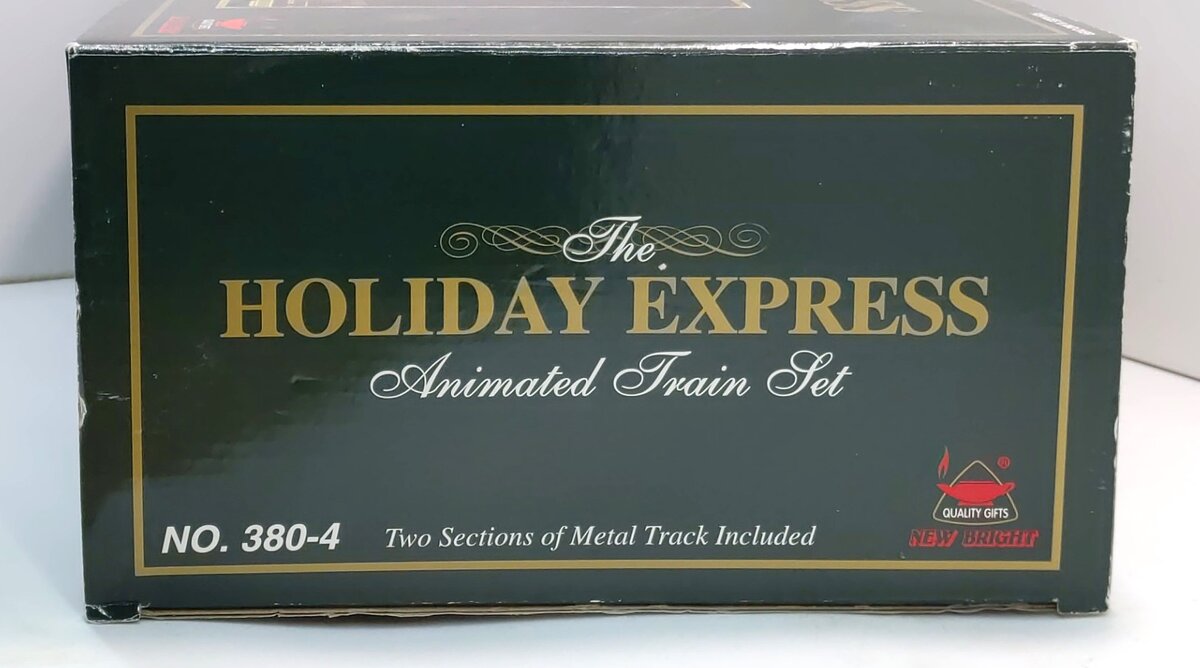 The
HOLIDAY EXPRESS
Animated Train Set
NO. 380-4
Two Sections of Metal Track Included
®
QUALITY GIFTS
NEW BRIGHT